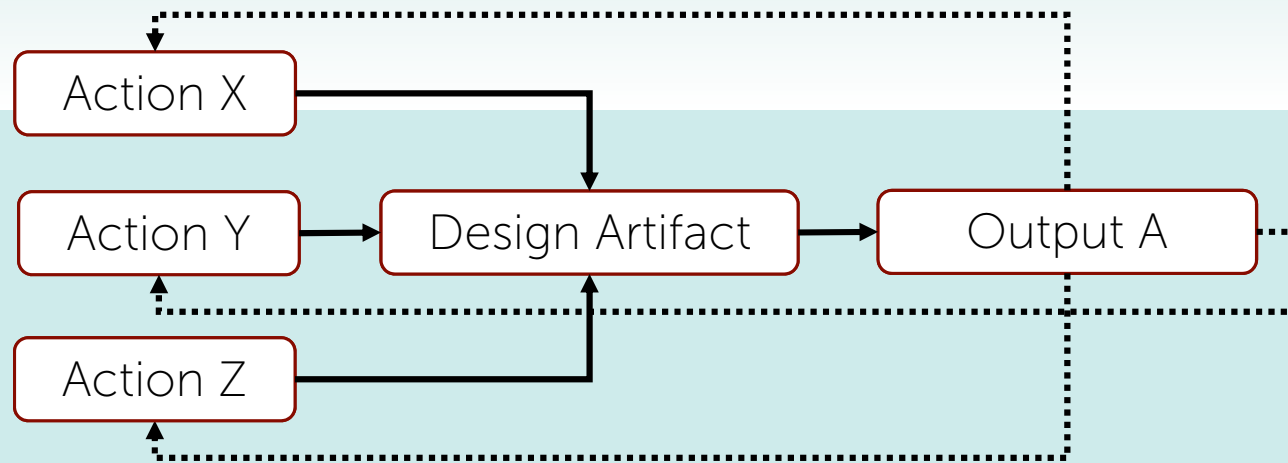 Action X
Action Y
Design Artifact
Output A
Action Z